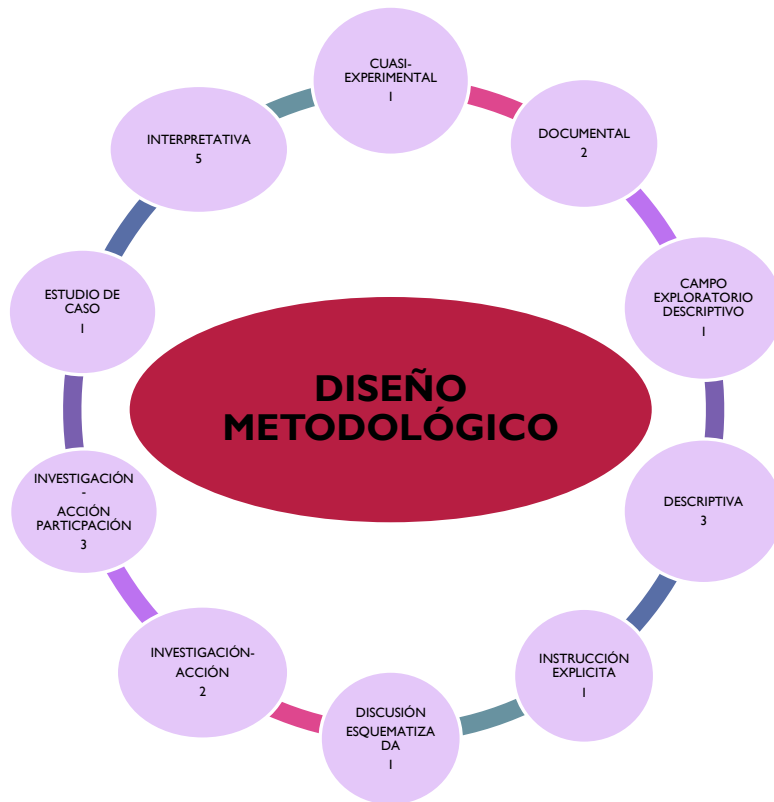 CUASI-
EXPERIMENTAL
1
DOCUMENTAL
2
CAMPO
EXPLORATORIO
DESCRIPTIVO
1
DESCRIPTIVA
3
INSTRUCCIÓN
EXPLICITA
1
DISCUSIÓN
ESQUEMATIZA
DA
1
INVESTIGACIÓN-
ACCIÓN
2
INVESTIGACIÓN
-
ACCIÓN
PARTICPACIÓN
3
ESTUDIO DE
CASO
1
INTERPRETATIVA
5
DISEÑO
METODOLÓGICO